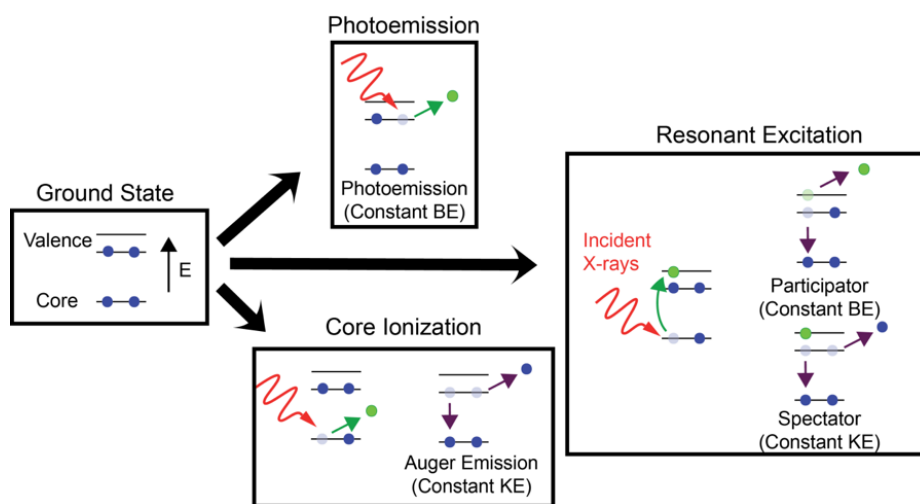 Photoemission
Photoemission
(Constant BE)
Ground State
Valence
E
Core
Resonant Excitation
Incident
X-rays
Participator
(Constant BE)
Spectator
(Constant KE)
Core Ionization
Auger Emission
(Constant KE)